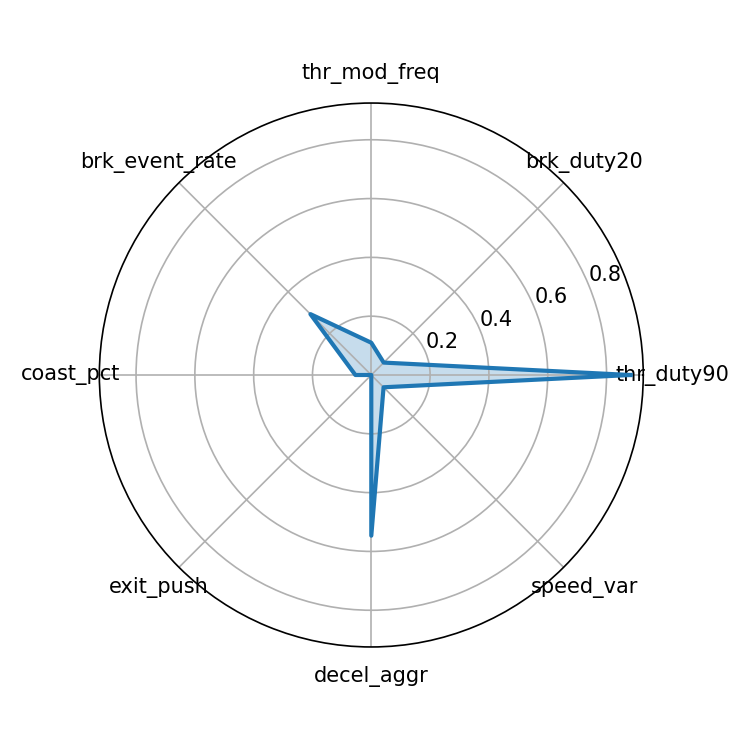 thr_mod_freq
brk_event_rate
brk_duty20
0.8
0.6
0.4
0.2
coast_pct
thr_duty90
exit_push
speed_var
decel_aggr